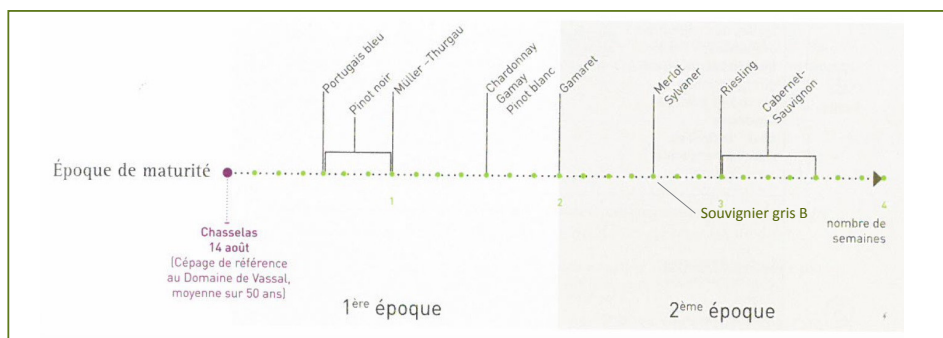 Portugais bleu
Pinot noir
Müller -Thurgau
Chardonnay
Gamay
Pinot blanc
Gamaret
Merlot
Sylvaner
Riesling
Cabernet-
Sauvignon
Époque de maturité
1
2
3
4
Souvignier gris B
nombre de
semaines
Chasselas
14 août
(Cépage de référence
au Domaine de Vassal,
moyenne sur 50 ans)
1ère époque
2ème époque